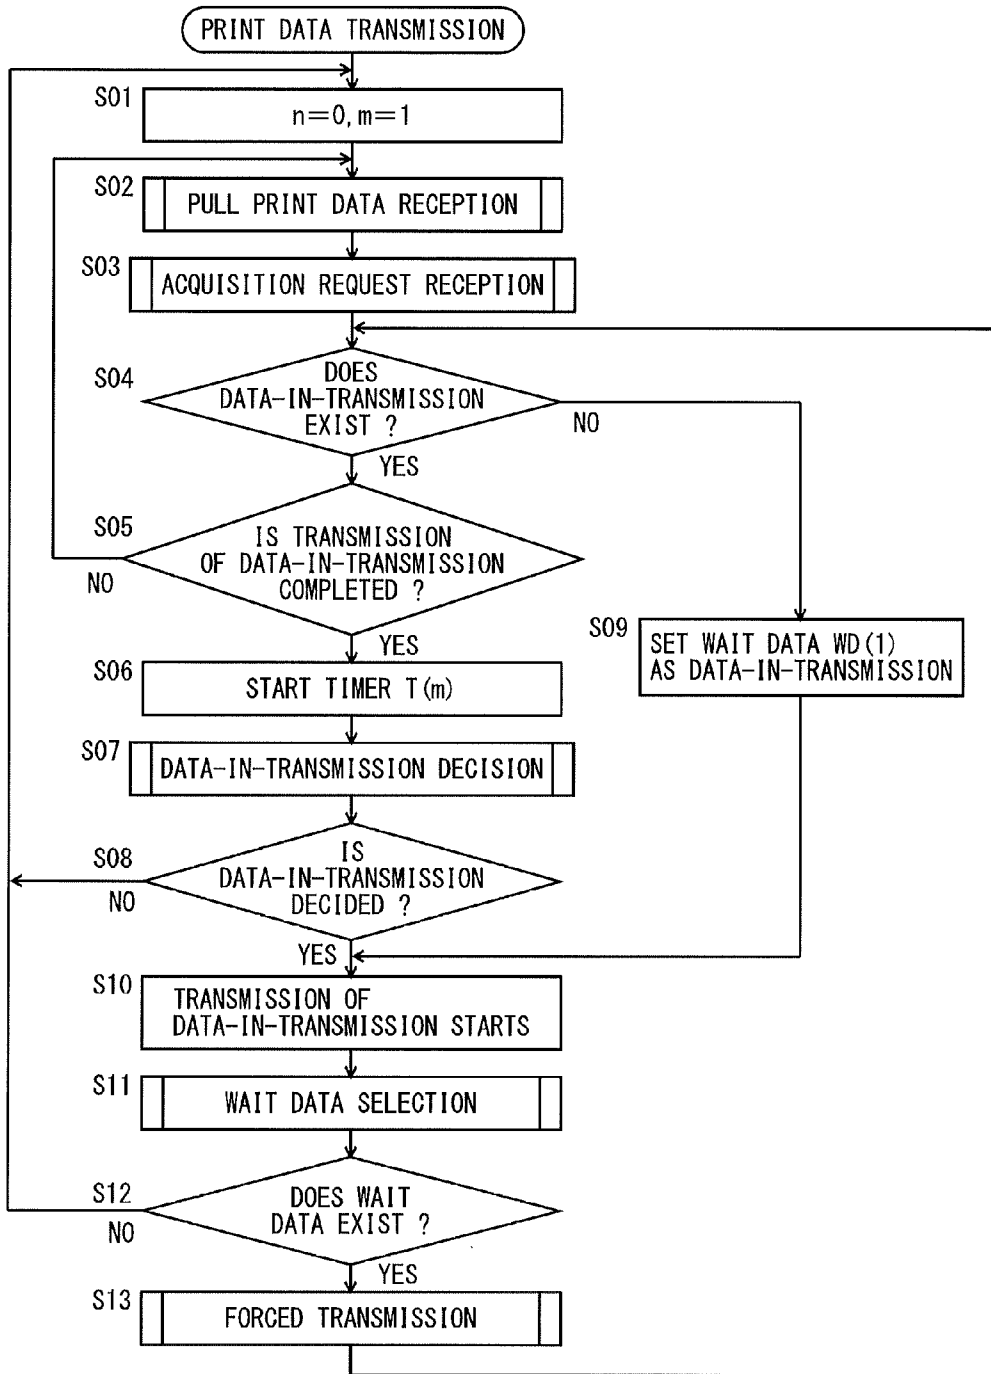 PRINT DATA TRANSMISSION
S01
n=0,m=1
S02
PULL PRINT DATA RECEPTION
S03
ACQUISITION REQUEST RECEPTION
S04
DOES
DATA-IN-TRANSMISSION
EXIST ?
NO
YES
S05
IS TRANSMISSION
OF DATA-IN-TRANSMISSION
COMPLETED ?
NO
YES
S06
START TIMER T(m)
S09
SET WAIT DATA WD(1)
AS DATA-IN-TRANSMISSION
S07
DATA-IN-TRANSMISSION DECISION
S08
IS
DATA-IN-TRANSMISSION
DECIDED ?
NO
YES
S10
TRANSMISSION OF
DATA-IN-TRANSMISSION STARTS
S11
WAIT DATA SELECTION
S12
DOES WAIT
DATA EXIST ?
NO
YES
S13
FORCED TRANSMISSION